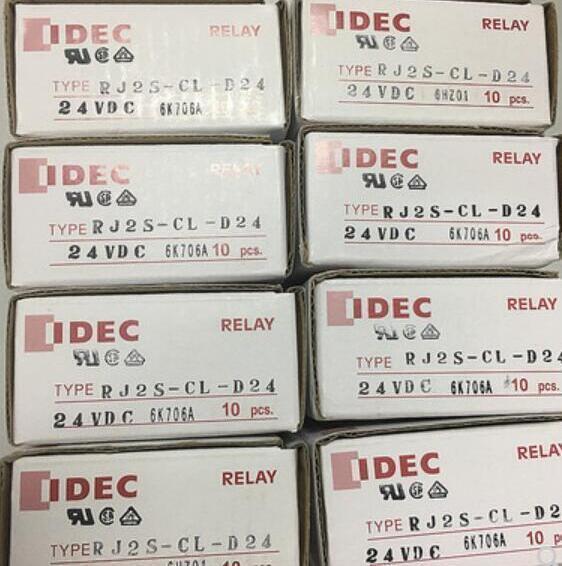 IDEC RELAY
TYPE RJ2S-CL-D24
24VDC 6K706A
IDEC RELAY
TYPE RJ2S-CL-D24
24VDC 6HZ01 10 pcs.
IDEC RELAY
TYPE RJ2S-CL-D24
24VDC 6K706A 10 pcs.
IDEC RELAY
TYPE RJ2S-CL-D24
24VDC 6K706A 10 pcs.
IDEC RELAY
TYPE RJ2S-CL-D24
24VDC 6K706A 10 pcs.
IDEC RELAY
TYPE RJ2S-CL-D24
24VDC 6K706A 10 pcs.
IDEC RELAY
TYPE RJ2S-CL-D24
IDEC RELAY
TYPE RJ2S-CL-D2
24VDC 6K706A 10 pc